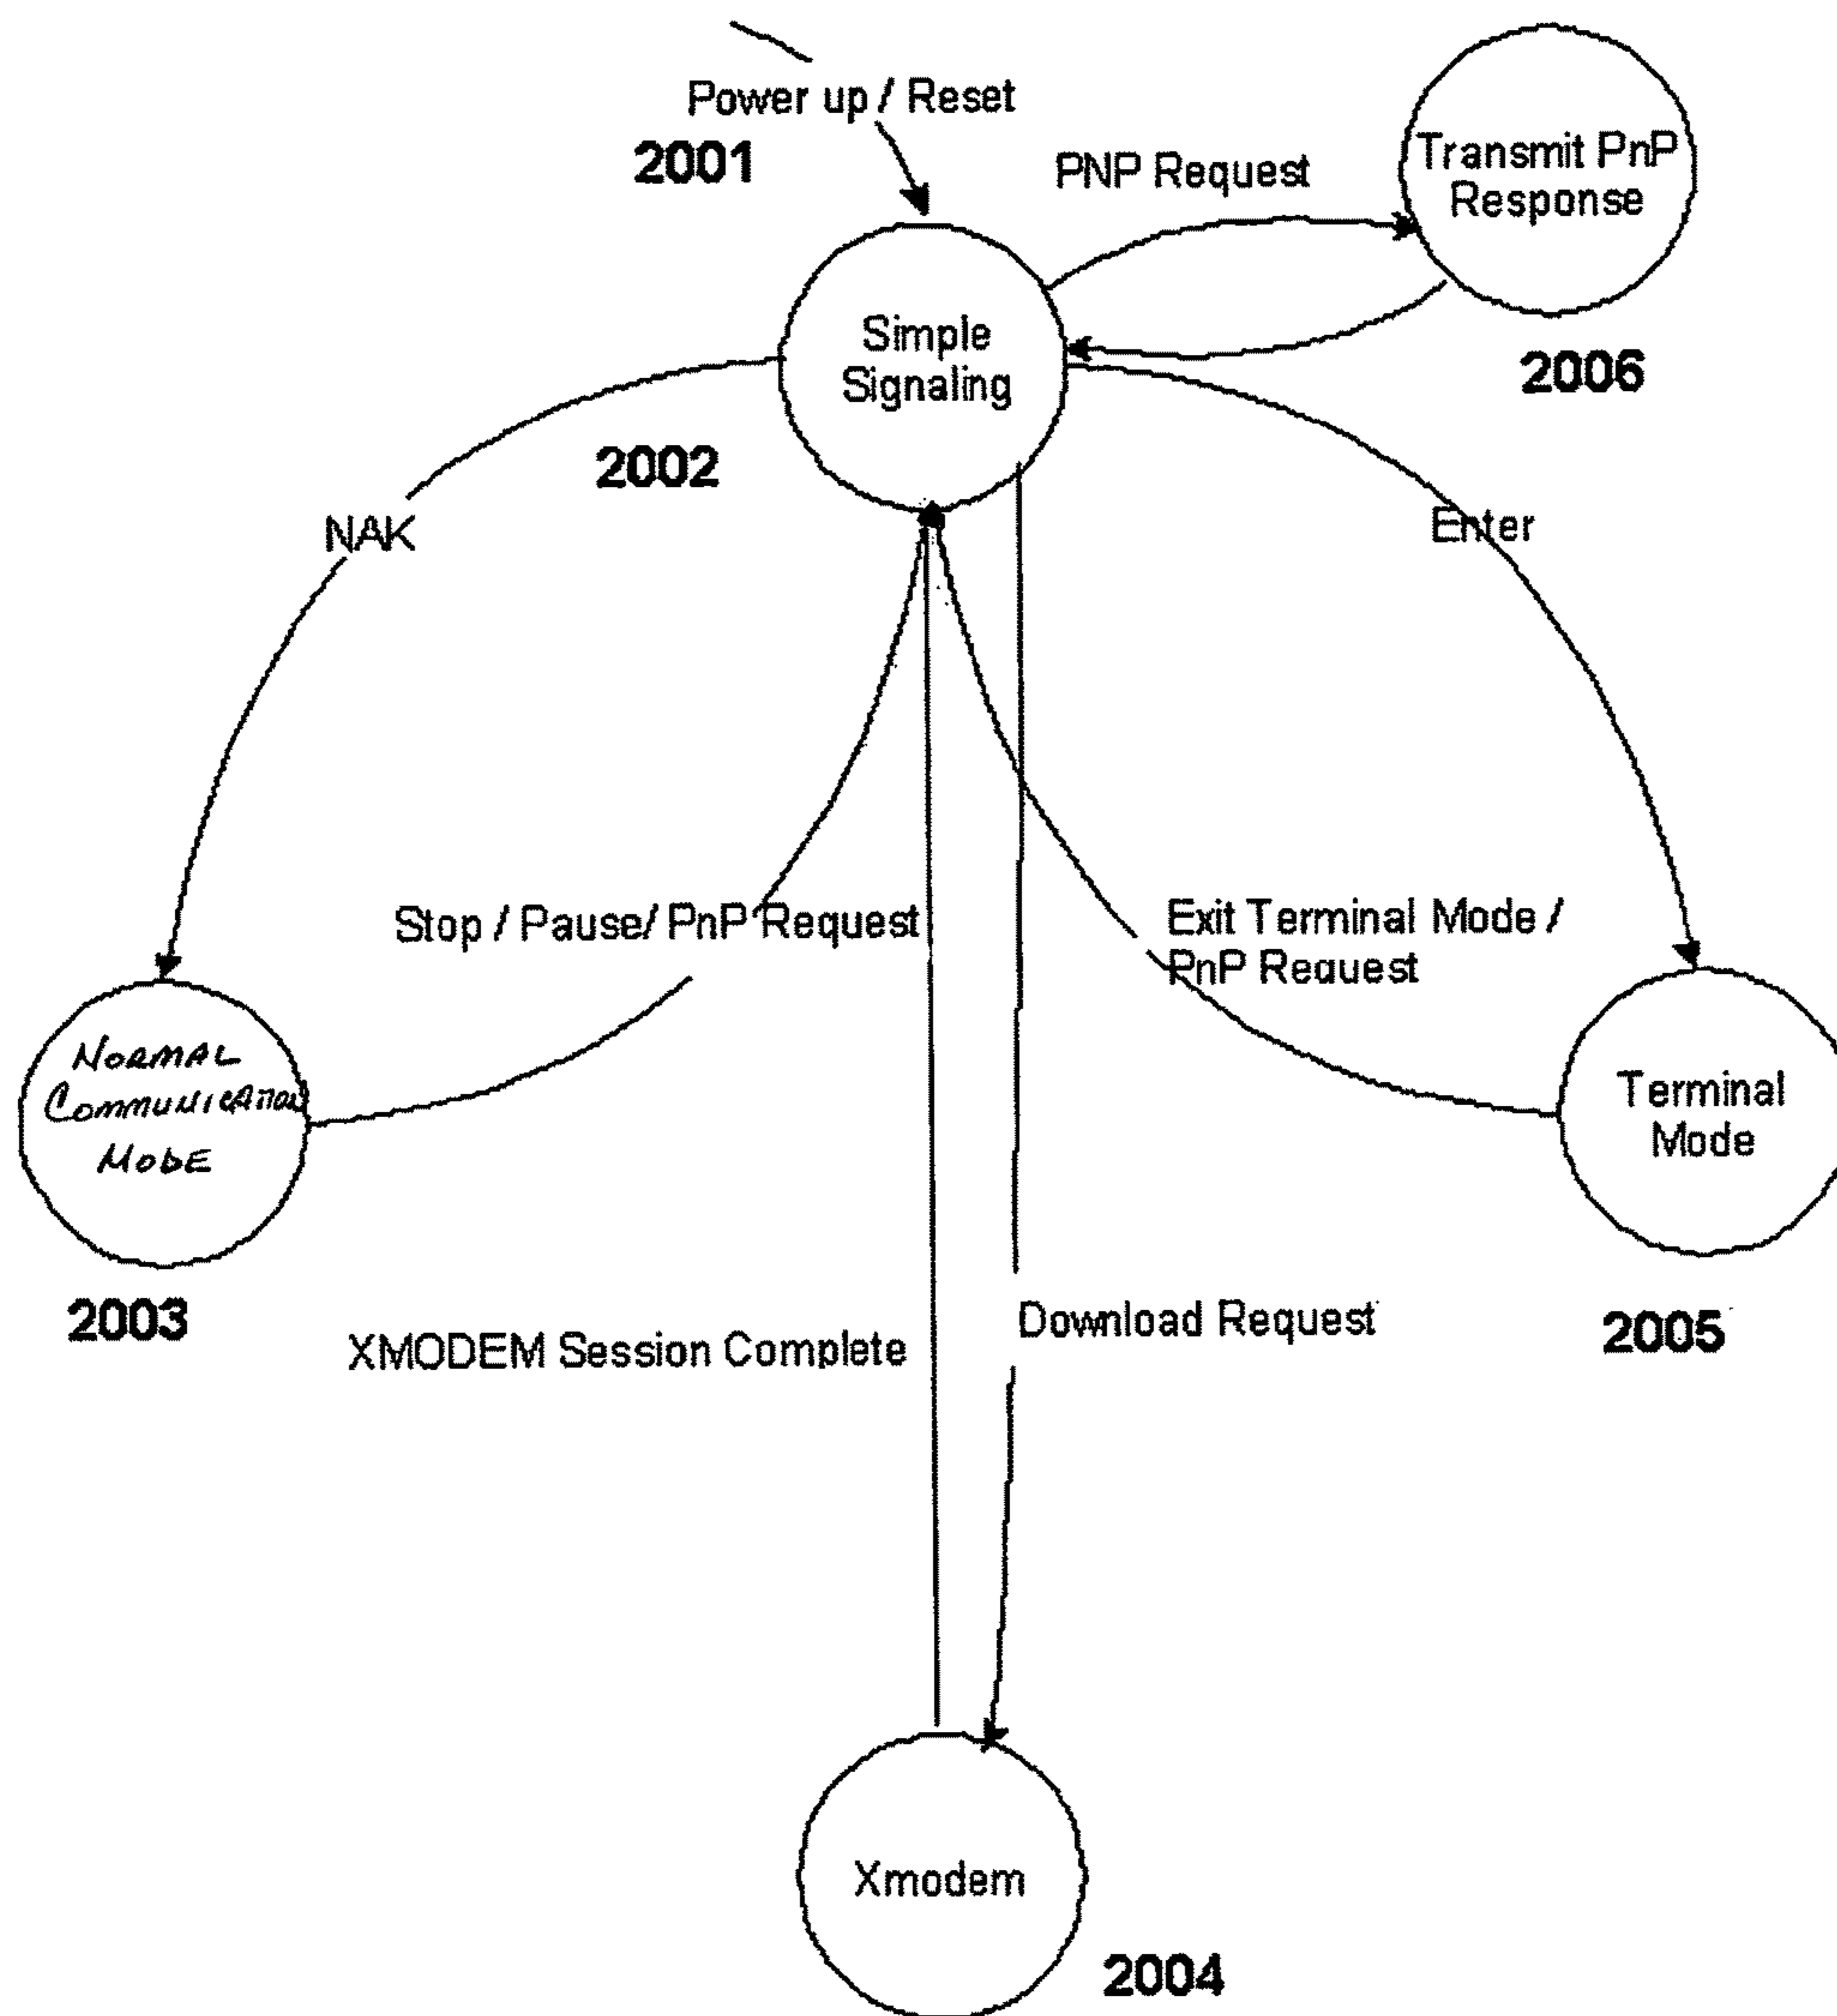 Power up / Reset
2001
PNP Request
Transmit PnP
Response
2006
Simple
Signaling
2002
NAK
Enter
Stop / Pause/ PnP Request
Exit Terminal Mode /
PnP Request
NORMAL
COMMUNICATION
MODE
2003
Terminal
Mode
2005
XMODEM Session Complete
Download Request
Xmodem
2004